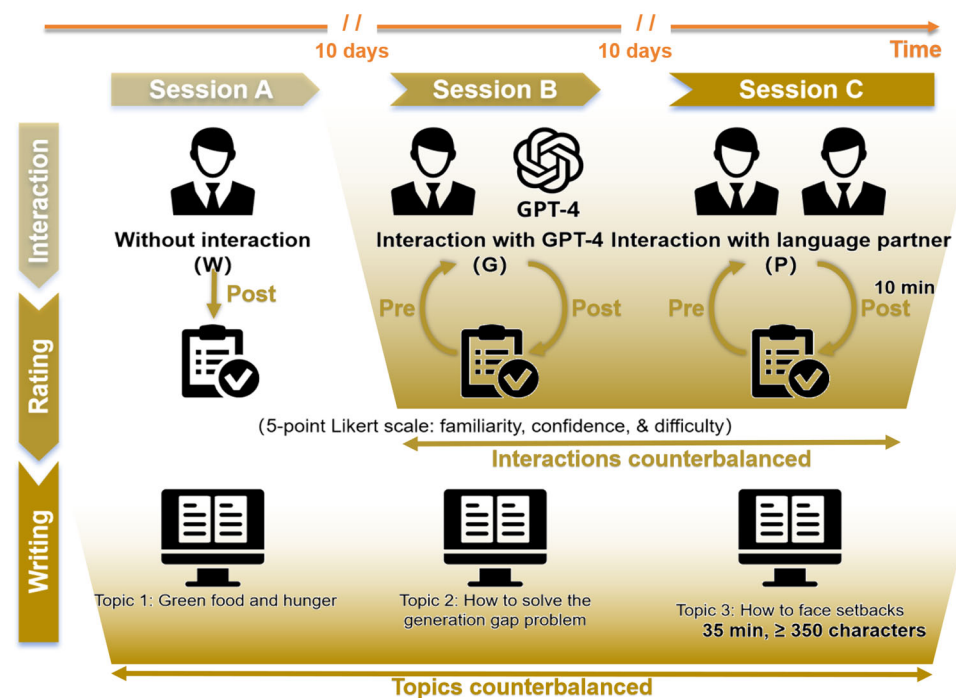 // //
10 days 10 days Time
Session A Session B Session C
Interaction
GPT-4
Without interaction
(W)
Interaction with GPT-4
(G)
Interaction with language partner
(P)
Post
Pre Post
Pre Post
10 min
Rating
(5-point Likert scale: familiarity, confidence, & difficulty)
Interactions counterbalanced
Writing
Topic 1: Green food and hunger
Topic 2: How to solve the
generation gap problem
Topic 3: How to face setbacks
35 min, ≥ 350 characters
Topics counterbalanced